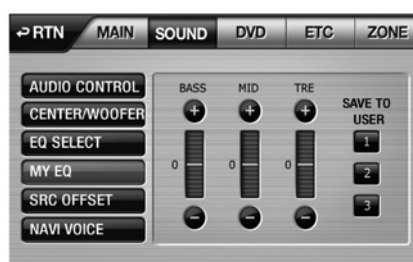 RTN MAIN SOUND DVD ETC ZONE
AUDIO CONTROL
CENTER/WOOFER
EQ SELECT
MY EQ
SRC OFFSET
NAVI VOICE
BASS MID TRE
+ + +
0 0 0
- - -
SAVE TO
USER
1
2
3